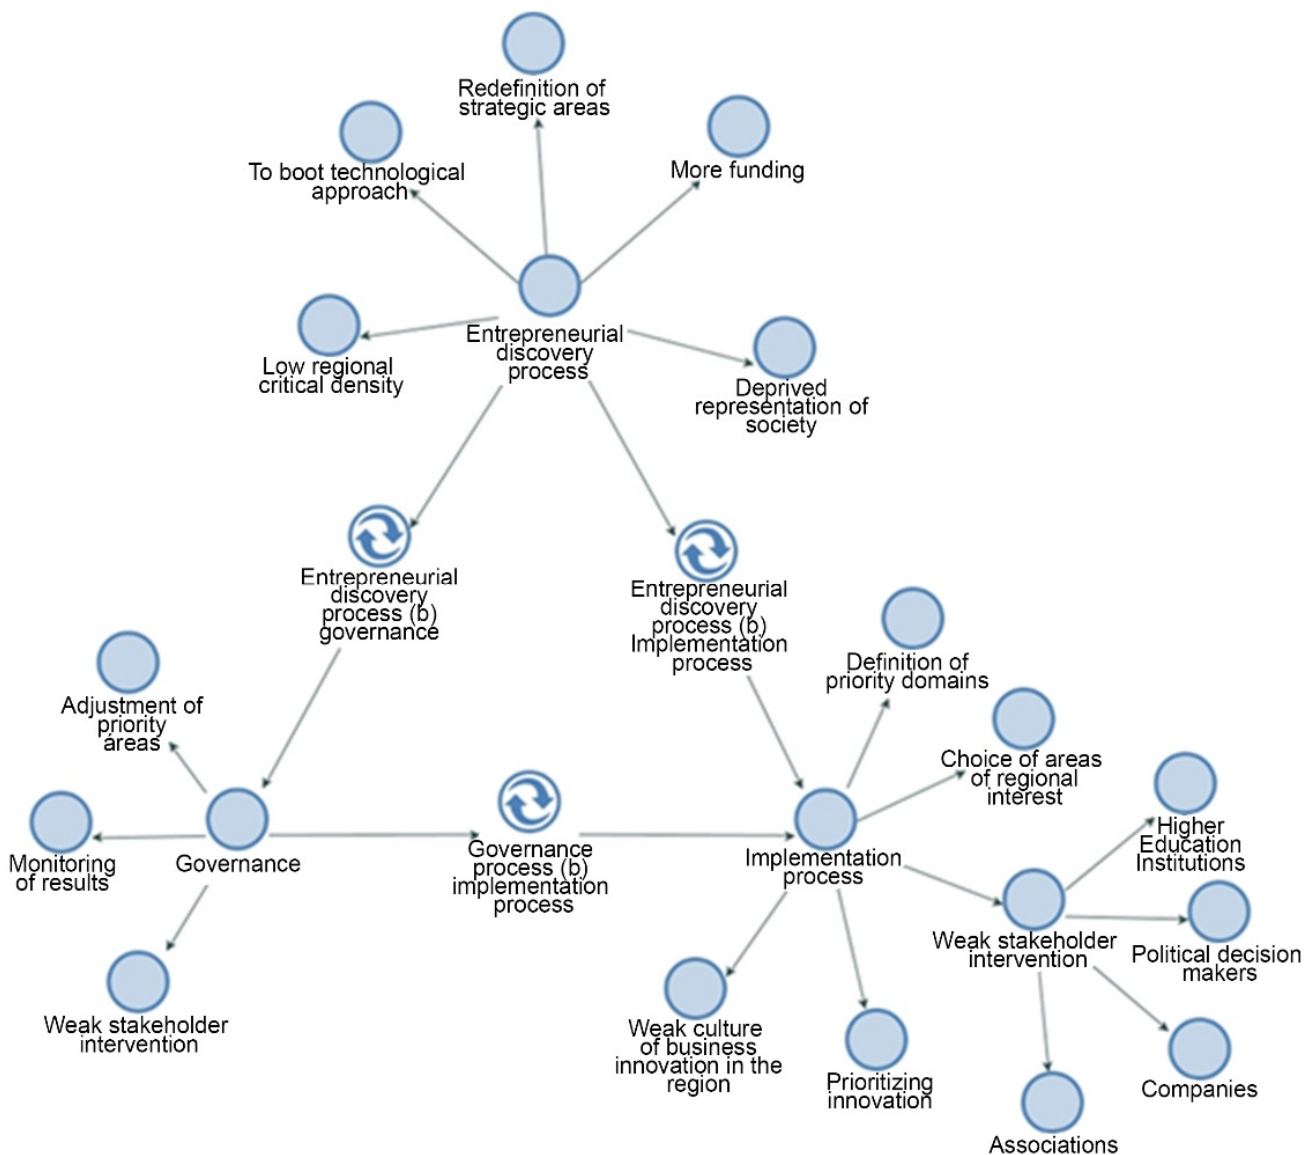 Redefinition of
strategic areas
To boot technological
approach
More funding
Entrepreneurial
discovery
process
Low regional
critical density
Deprived
representation of
society
Entrepreneurial
discovery
process (b)
governance
Entrepreneurial
discovery
process (b)
Implementation
process
Definition of
priority domains
Adjustment of
priority
areas
Choice of areas
of regional
interest
Higher
Education
Institutions
Monitoring
of results
Governance
Governance
process (b)
implementation
process
Implementation
process
Weak stakeholder
intervention
Political decision
makers
Weak stakeholder
intervention
Weak culture
of business
innovation in the
region
Prioritizing
innovation
Companies
Associations